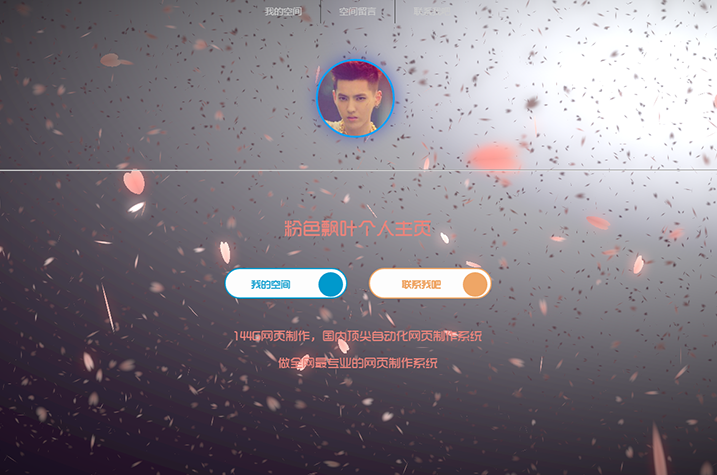 我的空间 空间留言
粉色飘叶个人主页
我的空间 联系我吧
144G网页制作，国内顶尖自动化网页制作系统
做全网最专业的网页制作系统